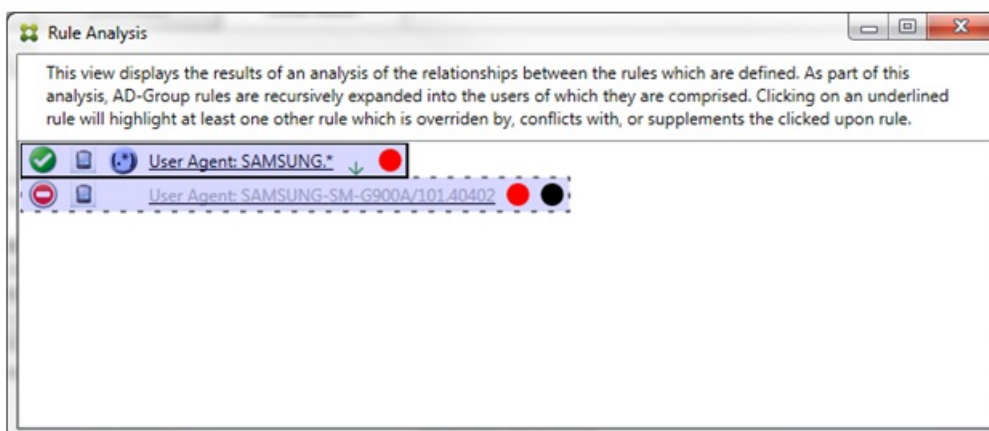 Rule Analysis
This view displays the results of an analysis of the relationships between the rules which are defined. As part of this
analysis, AD-Group rules are recursively expanded into the users of which they are comprised. Clicking on an underlined
rule will highlight at least one other rule which is overriden by, conflicts with, or supplements the clicked upon rule.
(.*) User Agent: SAMSUNG.*
User Agent: SAMSUNG-SM-G900A/101.40402